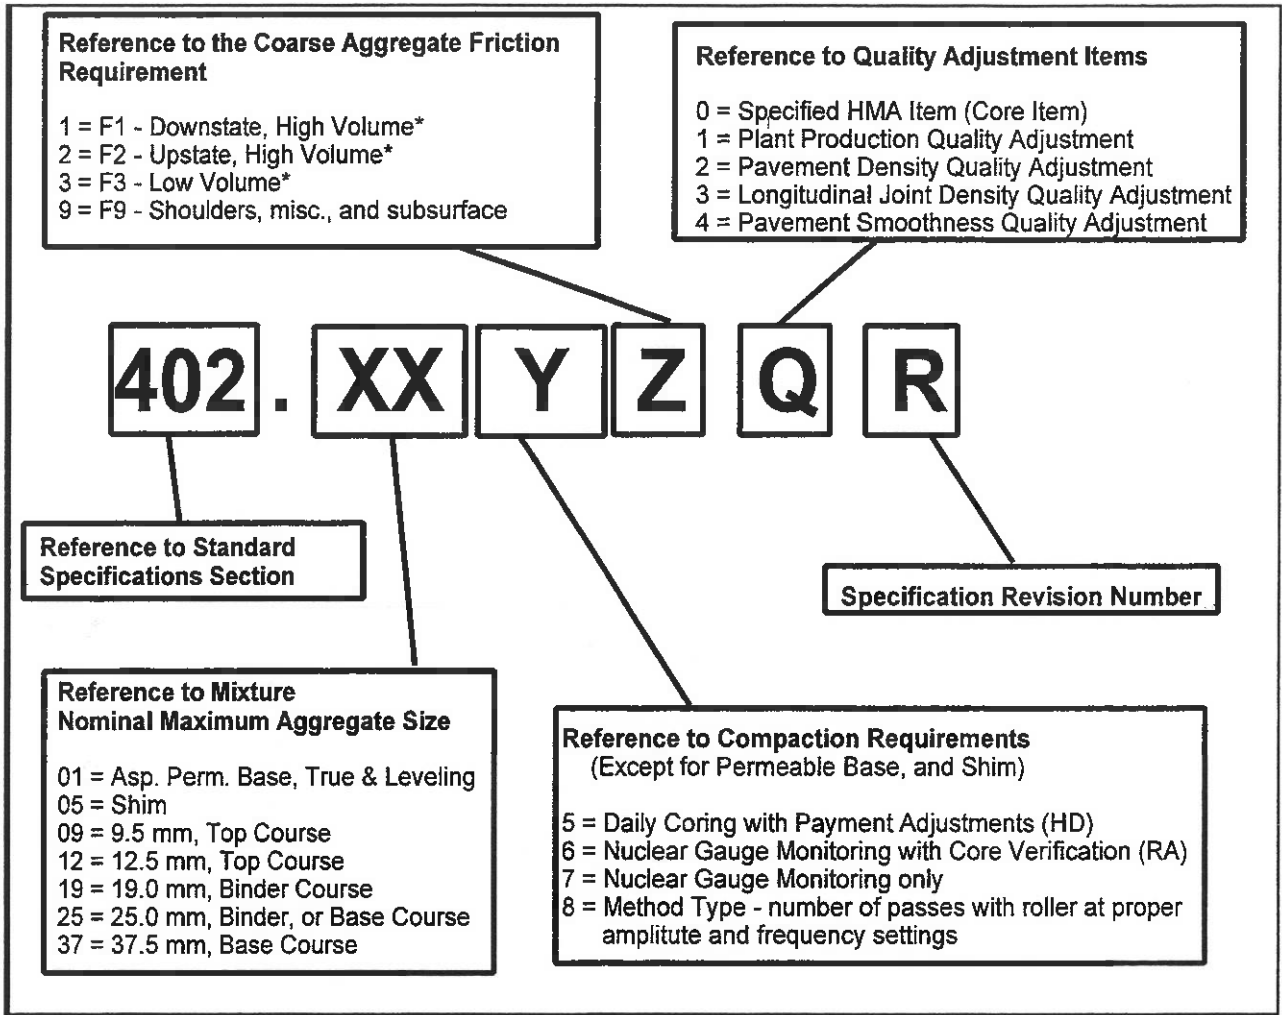 Reference to the Coarse Aggregate Friction
Requirement
1 = F1 - Downstate, High Volume*
2 = F2 - Upstate, High Volume*
3 = F3 - Low Volume*
9 = F9 - Shoulders, misc., and subsurface
Reference to Quality Adjustment Items
0 = Specified HMA Item (Core Item)
1 = Plant Production Quality Adjustment
2 = Pavement Density Quality Adjustment
3 = Longitudinal Joint Density Quality Adjustment
4 = Pavement Smoothness Quality Adjustment
402 . XX Y Z Q R
Reference to Standard
Specifications Section
Specification Revision Number
Reference to Mixture
Nominal Maximum Aggregate Size
01 = Asp. Perm. Base, True & Leveling
05 = Shim
09 = 9.5 mm, Top Course
12 = 12.5 mm, Top Course
19 = 19.0 mm, Binder Course
25 = 25.0 mm, Binder, or Base Course
37 = 37.5 mm, Base Course
Reference to Compaction Requirements
(Except for Permeable Base, and Shim)
5 = Daily Coring with Payment Adjustments (HD)
6 = Nuclear Gauge Monitoring with Core Verification (RA)
7 = Nuclear Gauge Monitoring only
8 = Method Type - number of passes with roller at proper
amplitute and frequency settings